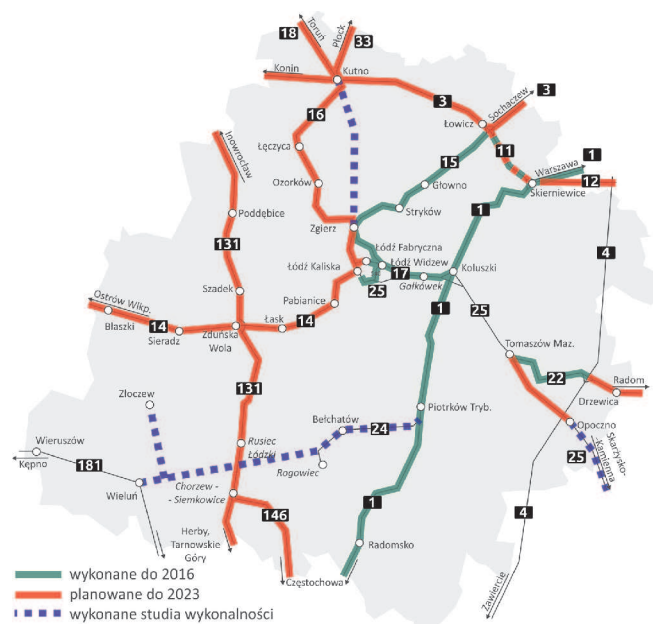 Toruń
Płock
18
33
Konin
Kutno
3
Sochaczew
3
16
Łowicz
Inowrocław
11
Warszawa
1
Łęczyca
15
12
Ozorków
Głowno
Skierniewice
Poddębice
Stryków
1
Zgierz
4
131
Łódź Fabryczna
Łódź Widzew
Łódź Kaliska
17
Koluszki
Gałkówek
25
Szadek
Pabianice
25
Ostrów Wlkp.
14
Łask
14
1
Błaszki
Sieradz
Zduńska
Wola
Tomaszów Maz.
22
Radom
131
Drzewica
Złoczew
Piotrków Tryb.
Bełchatów
24
Opoczno
Wieruszów
Rusiec
Łódzki
Skarżysko-
-Kamienna
181
Kępno
Rogowiec
25
Wieluń
Chorzew -
- Siemkowice
1
4
146
Herby,
Tarnowskie
Góry
Radomsko
Częstochowa
Zawiercie
wykonane do 2016
planowane do 2023
wykonane studia wykonalności